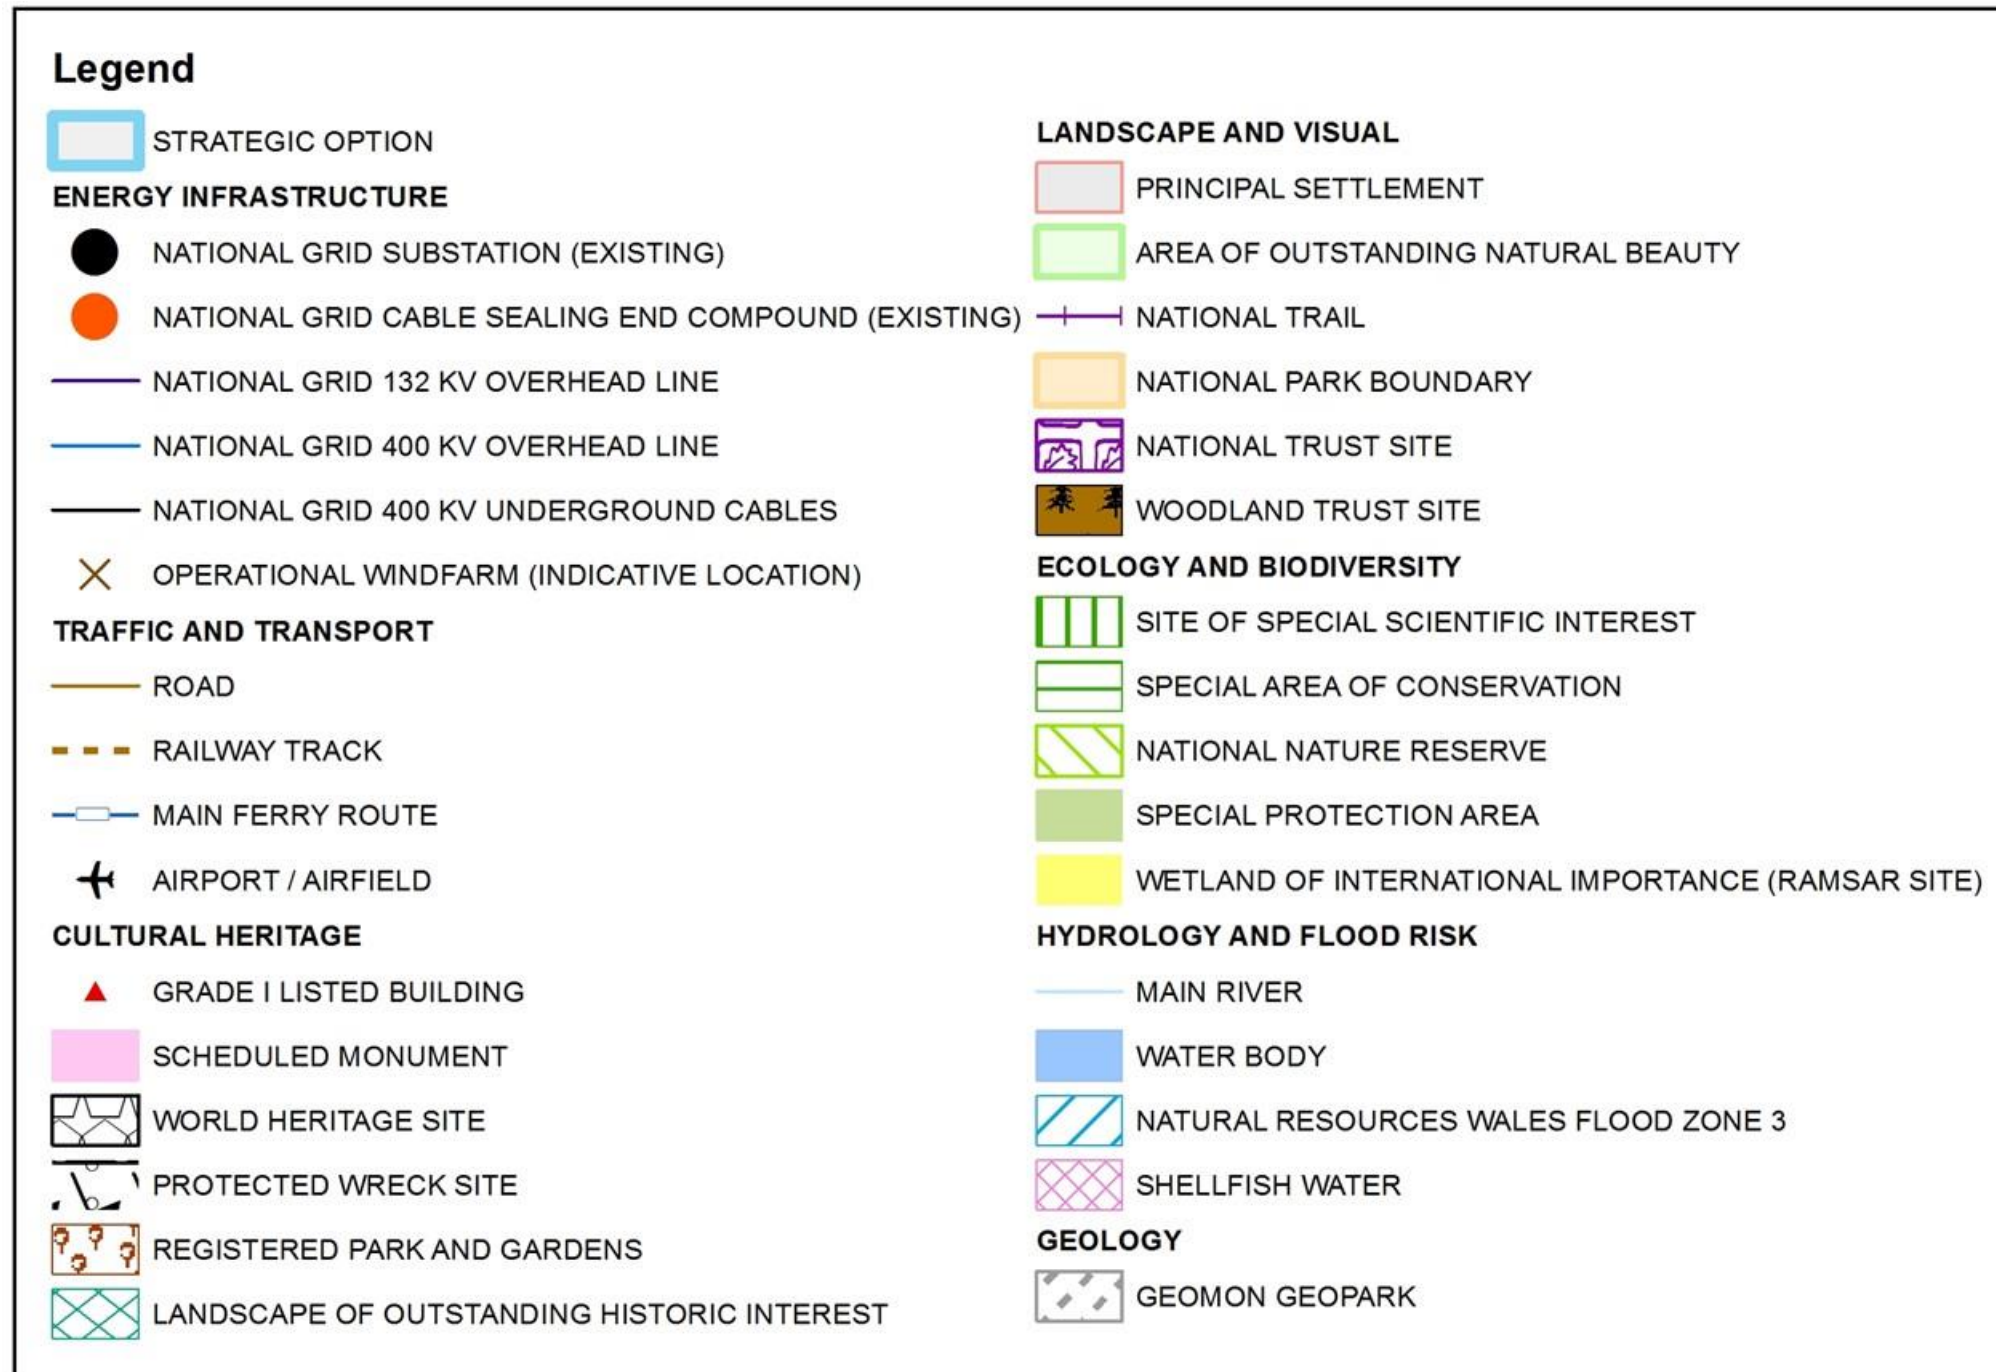 Legend
STRATEGIC OPTION
ENERGY INFRASTRUCTURE
NATIONAL GRID SUBSTATION (EXISTING)
NATIONAL GRID CABLE SEALING END COMPOUND (EXISTING)
NATIONAL GRID 132 KV OVERHEAD LINE
NATIONAL GRID 400 KV OVERHEAD LINE
NATIONAL GRID 400 KV UNDERGROUND CABLES
OPERATIONAL WINDFARM (INDICATIVE LOCATION)
TRAFFIC AND TRANSPORT
ROAD
RAILWAY TRACK
MAIN FERRY ROUTE
AIRPORT / AIRFIELD
CULTURAL HERITAGE
GRADE I LISTED BUILDING
SCHEDULED MONUMENT
WORLD HERITAGE SITE
PROTECTED WRECK SITE
REGISTERED PARK AND GARDENS
LANDSCAPE OF OUTSTANDING HISTORIC INTEREST
LANDSCAPE AND VISUAL
PRINCIPAL SETTLEMENT
AREA OF OUTSTANDING NATURAL BEAUTY
NATIONAL TRAIL
NATIONAL PARK BOUNDARY
NATIONAL TRUST SITE
WOODLAND TRUST SITE
ECOLOGY AND BIODIVERSITY
SITE OF SPECIAL SCIENTIFIC INTEREST
SPECIAL AREA OF CONSERVATION
NATIONAL NATURE RESERVE
SPECIAL PROTECTION AREA
WETLAND OF INTERNATIONAL IMPORTANCE (RAMSAR SITE)
HYDROLOGY AND FLOOD RISK
MAIN RIVER
WATER BODY
NATURAL RESOURCES WALES FLOOD ZONE 3
SHELLFISH WATER
GEOLOGY
GEOMON GEOPARK